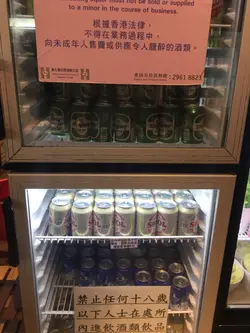 liquor must not be sold or supplied
to a minor in the course of business.
根據香港法律，
不得在業務過程中，
向未成年人售賣或供應令人醺醉的酒類。
2961 8823
禁止任何十八歲
以下人士在處所
內進飲酒類飲品